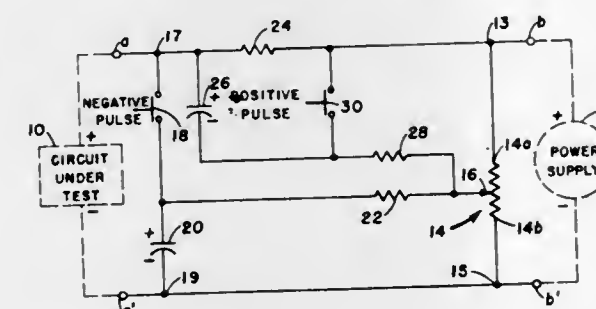 24
a
17
13
b
26
+
POSITIVE
PULSE
30
NEGATIVE
PULSE
18
-
10
+
CIRCUIT
UNDER
TEST
-
28
14a
16
+
POWER
SUPPLY
-
22
14
14b
+
20
-
19
15
b'